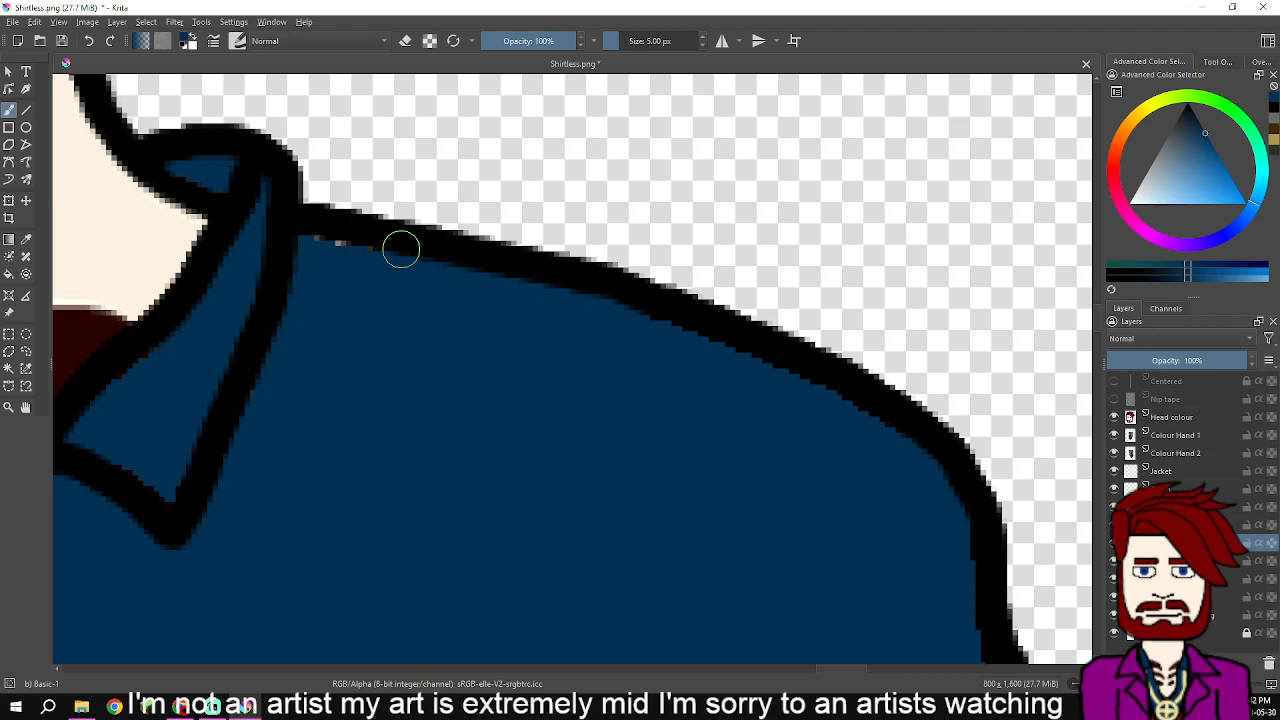 Shirtless.png (27.7 MiB) * - Krita
File Edit View Image Layer Select Filter Tools Settings Window Help
Normal Opacity: 100% Size: 5.00 px
Shirtless.png *
Advanced Color Sel... Tool O... Ove...
Advanced Color Selector
Layers Channels
Layers
Normal
Opacity: 100%
Centered
Nip tape
Head colour
Colour Hand 1
Colour Hand 2
Jacket
b) Basic-1 RGB/Alpha (8-bit integer/channel) sRGB-elle-V2-srgbtrc.icc 800 x 1,600 (27.7 MiB)
I'm not an artist my art is extremely mid I'm sorry to an artists watching